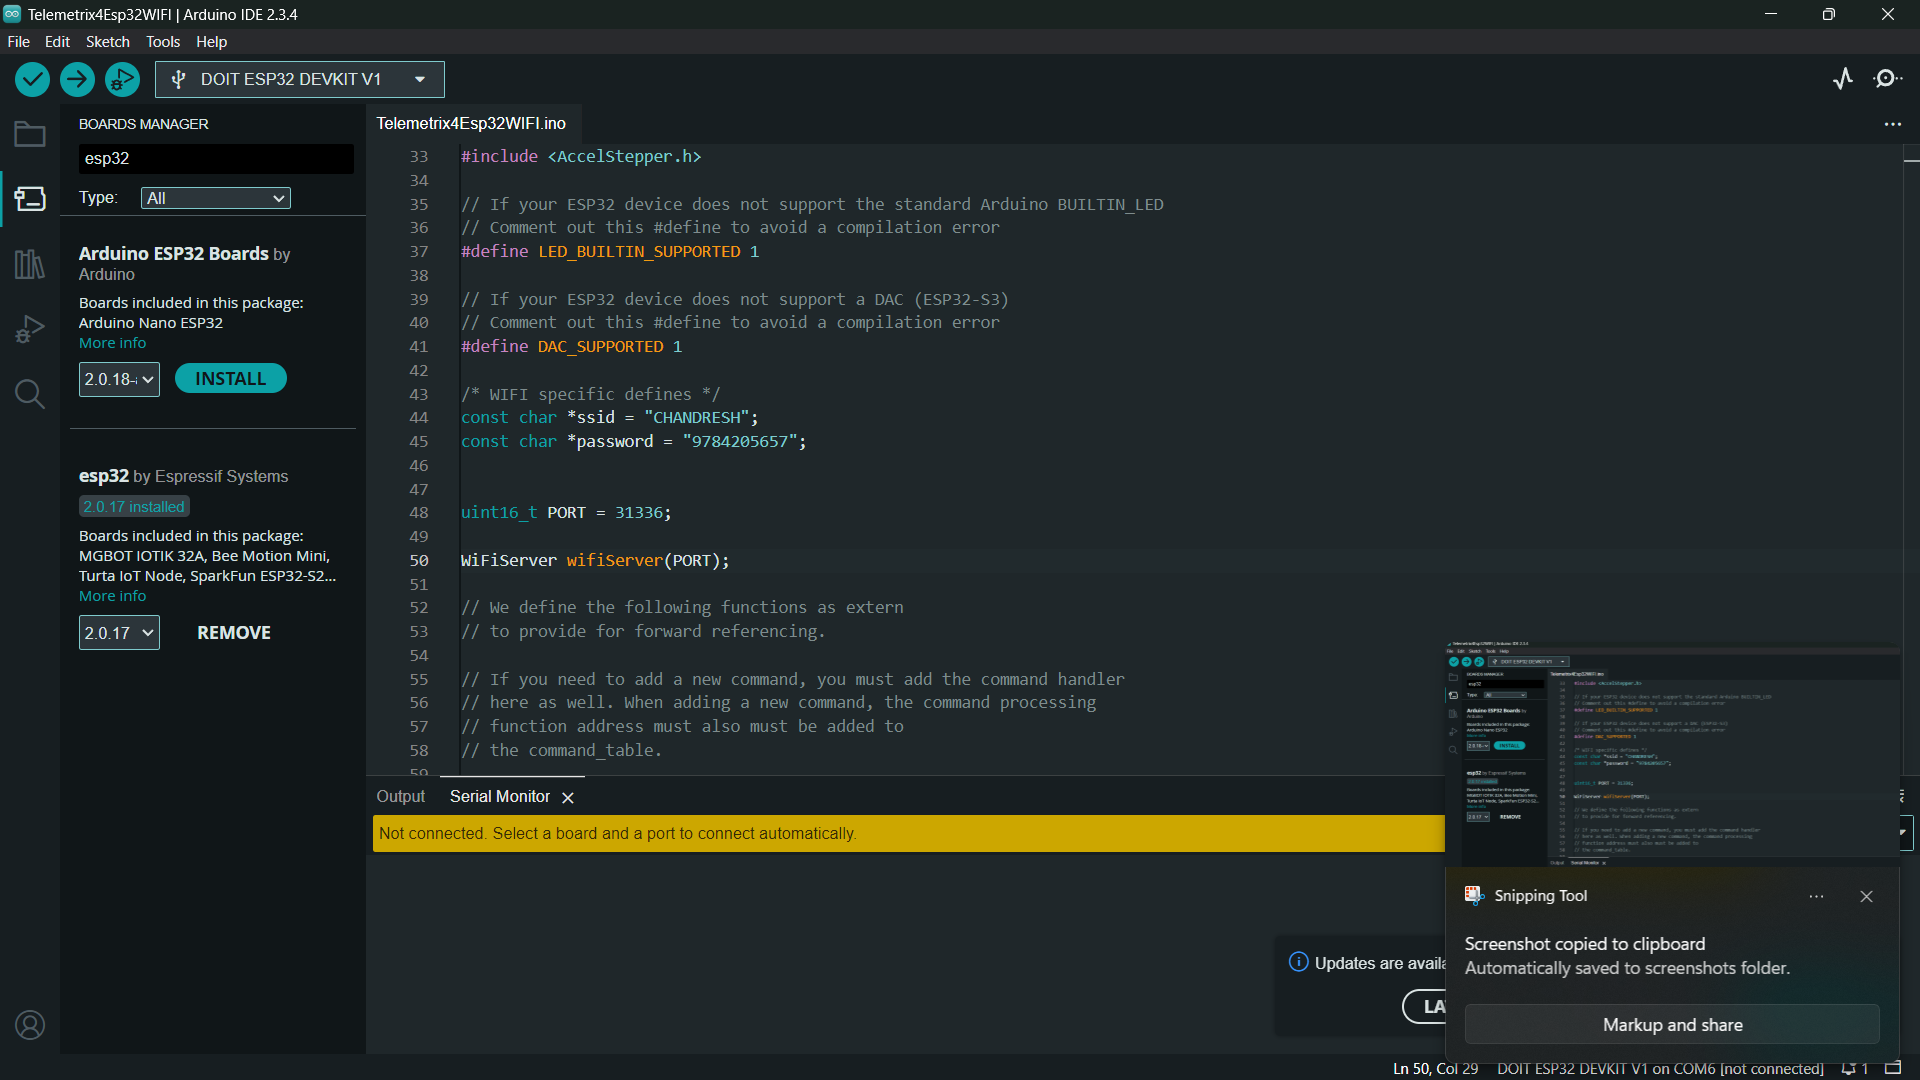 Telemetrix4Esp32WIFI | Arduino IDE 2.3.4
File Edit Sketch Tools Help
DOIT ESP32 DEVKIT V1
BOARDS MANAGER
esp32
Type: All
Arduino ESP32 Boards by
Arduino
Boards included in this package:
Arduino Nano ESP32
More info
2.0.18- INSTALL
esp32 by Espressif Systems
2.0.17 installed
Boards included in this package:
MGBOT IOTIK 32A, Bee Motion Mini,
Turta IoT Node, SparkFun ESP32-S2...
More info
2.0.17 REMOVE
Telemetrix4Esp32WIFI.ino
33 #include <AccelStepper.h>
34
35 // If your ESP32 device does not support the standard Arduino BUILTIN_LED
36 // Comment out this #define to avoid a compilation error
37 #define LED_BUILTIN_SUPPORTED 1
38
39 // If your ESP32 device does not support a DAC (ESP32-S3)
40 // Comment out this #define to avoid a compilation error
41 #define DAC_SUPPORTED 1
42
43 /* WIFI specific defines */
44 const char *ssid = "CHANDRESH";
45 const char *password = "9784205657";
46
47
48 uint16_t PORT = 31336;
49
50 WiFiServer wifiServer(PORT);
51
52 // We define the following functions as extern
53 // to provide for forward referencing.
54
55 // If you need to add a new command, you must add the command handler
56 // here as well. When adding a new command, the command processing
57 // function address must also must be added to
58 // the command_table.
59
Output Serial Monitor
Not connected. Select a board and a port to connect automatically.
Updates are availa
LA
Snipping Tool
Screenshot copied to clipboard
Automatically saved to screenshots folder.
Markup and share
Ln 50, Col 29 DOIT ESP32 DEVKIT V1 on COM6 [not connected] 1